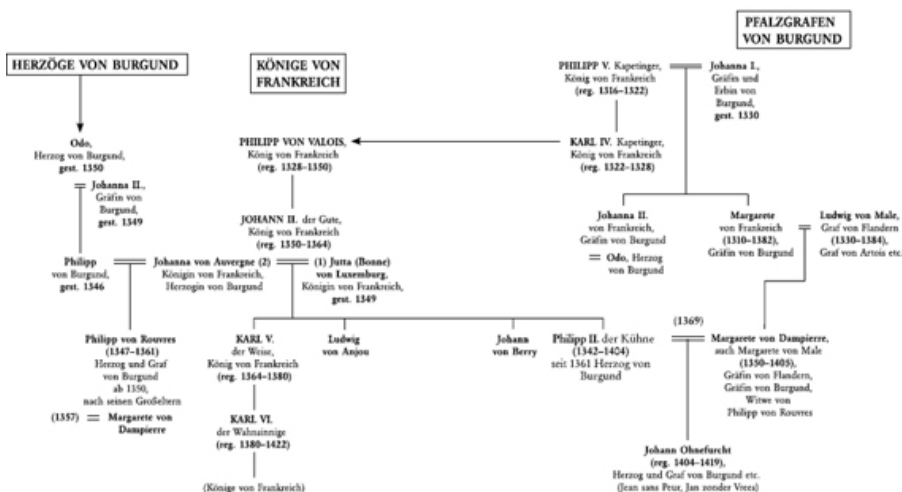 HERZÖGE VON BURGUND
KÖNIGE VON
FRANKREICH
PFALZGRAFEN
VON BURGUND
PHILIPP V. Kapetinger,
König von Frankreich
(reg. 1316–1322)
Johanna I.,
Gräfin und
Erbin von
Burgund,
gest. 1330
Odo,
Herzog von Burgund,
gest. 1350
PHILIPP VON VALOIS,
König von Frankreich
(reg. 1328–1350)
KARL IV. Kapetinger,
König von Frankreich
(reg. 1322–1328)
Johanna II.,
Gräfin von
Burgund,
gest. 1349
JOHANN II. der Gute,
König von Frankreich
(reg. 1350–1364)
Johanna II.
von Frankreich,
Gräfin von Burgund
= Odo, Herzog
von Burgund
Margarete
von Frankreich
(1310–1382),
Gräfin von Burgund
Ludwig von Male,
Graf von Flandern
(1330–1384),
Graf von Artois etc.
Philipp
von Burgund,
gest. 1346
Johanna von Auvergne (2)
Königin von Frankreich,
Herzogin von Burgund
(1) Jutta (Bonne)
von Luxemburg,
Königin von Frankreich,
gest. 1349
Philipp von Rouvres
(1347–1361)
Herzog und Graf
von Burgund
ab 1350,
nach seinen Großeltern
(1357) = Margarete von
Dampierre
KARL V.
der Weise,
König von Frankreich
(reg. 1364–1380)
Ludwig
von Anjou
Johann
von Berry
Philipp II. der Kühne
(1342–1404)
seit 1361 Herzog von
Burgund
(1369)
Margarete von Dampierre,
auch Margarete von Male
(1350–1405),
Gräfin von Flandern,
Gräfin von Burgund,
Witwe von
Philipp von Rouvres
KARL VI.
der Wahnsinnige
(reg. 1380–1422)
(Könige von Frankreich)
Johann Ohnefurcht
(reg. 1404–1419),
Herzog und Graf von Burgund etc.
(Jean sans Peur, Jan zonder Vrees)